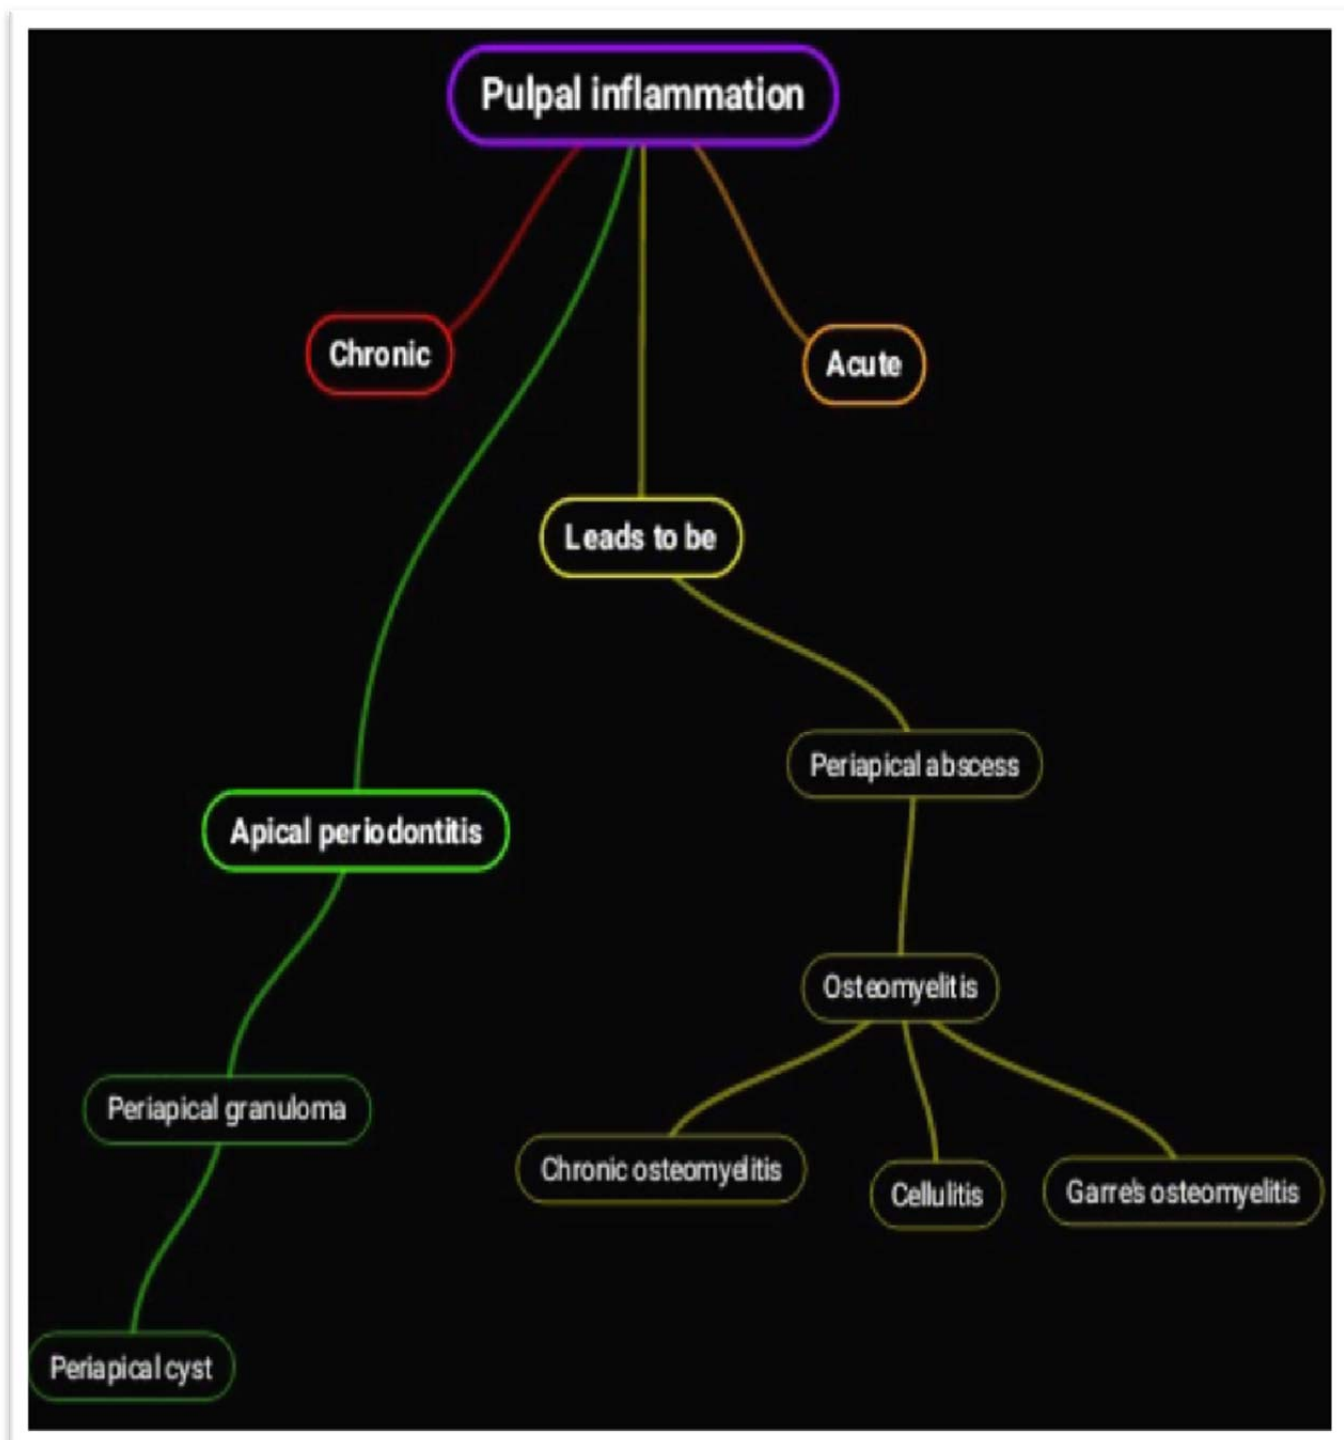 Pulpal inflammation
Chronic
Acute
Leads to be
Periapical abscess
Apical periodontitis
Osteomyelitis
Periapical granuloma
Chronic osteomyelitis
Cellulitis
Garre's osteomyelitis
Periapical cyst